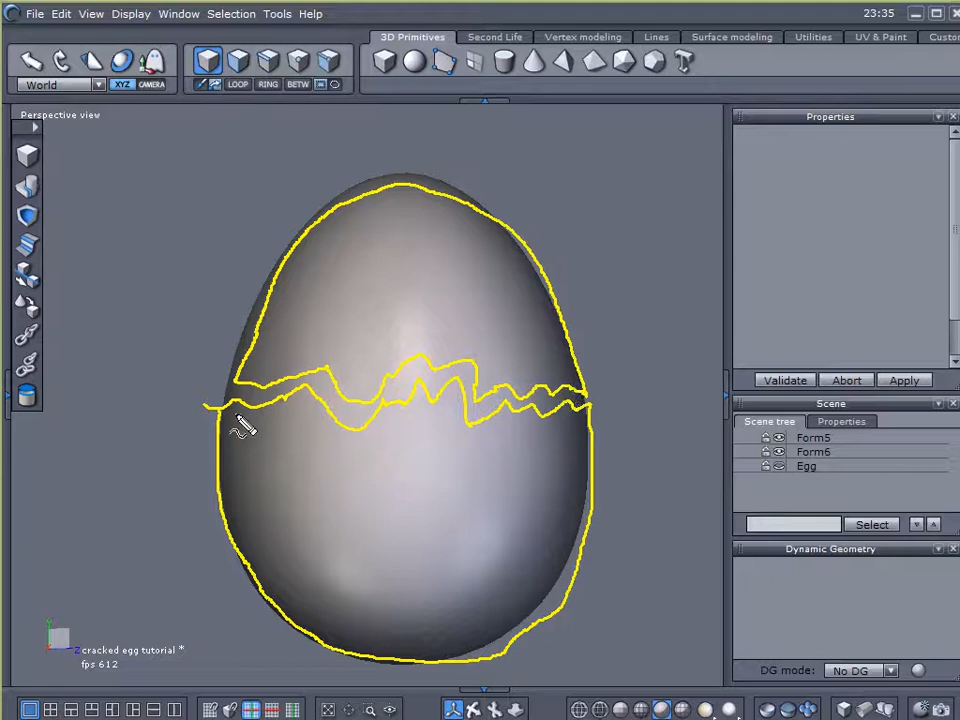 File Edit View Display Window Selection Tools Help 23:35
3D Primitives Second Life Vertex modeling Lines Surface modeling Utilities UV & Paint Custo
World XYZ CAMERA LOOP RING BETW
Perspective view
Properties
Validate Abort Apply
Scene
Scene tree Properties
Form5
Form6
Egg
Select
Dynamic Geometry
Y
Z cracked egg tutorial *
fps 612
DG mode: No DG